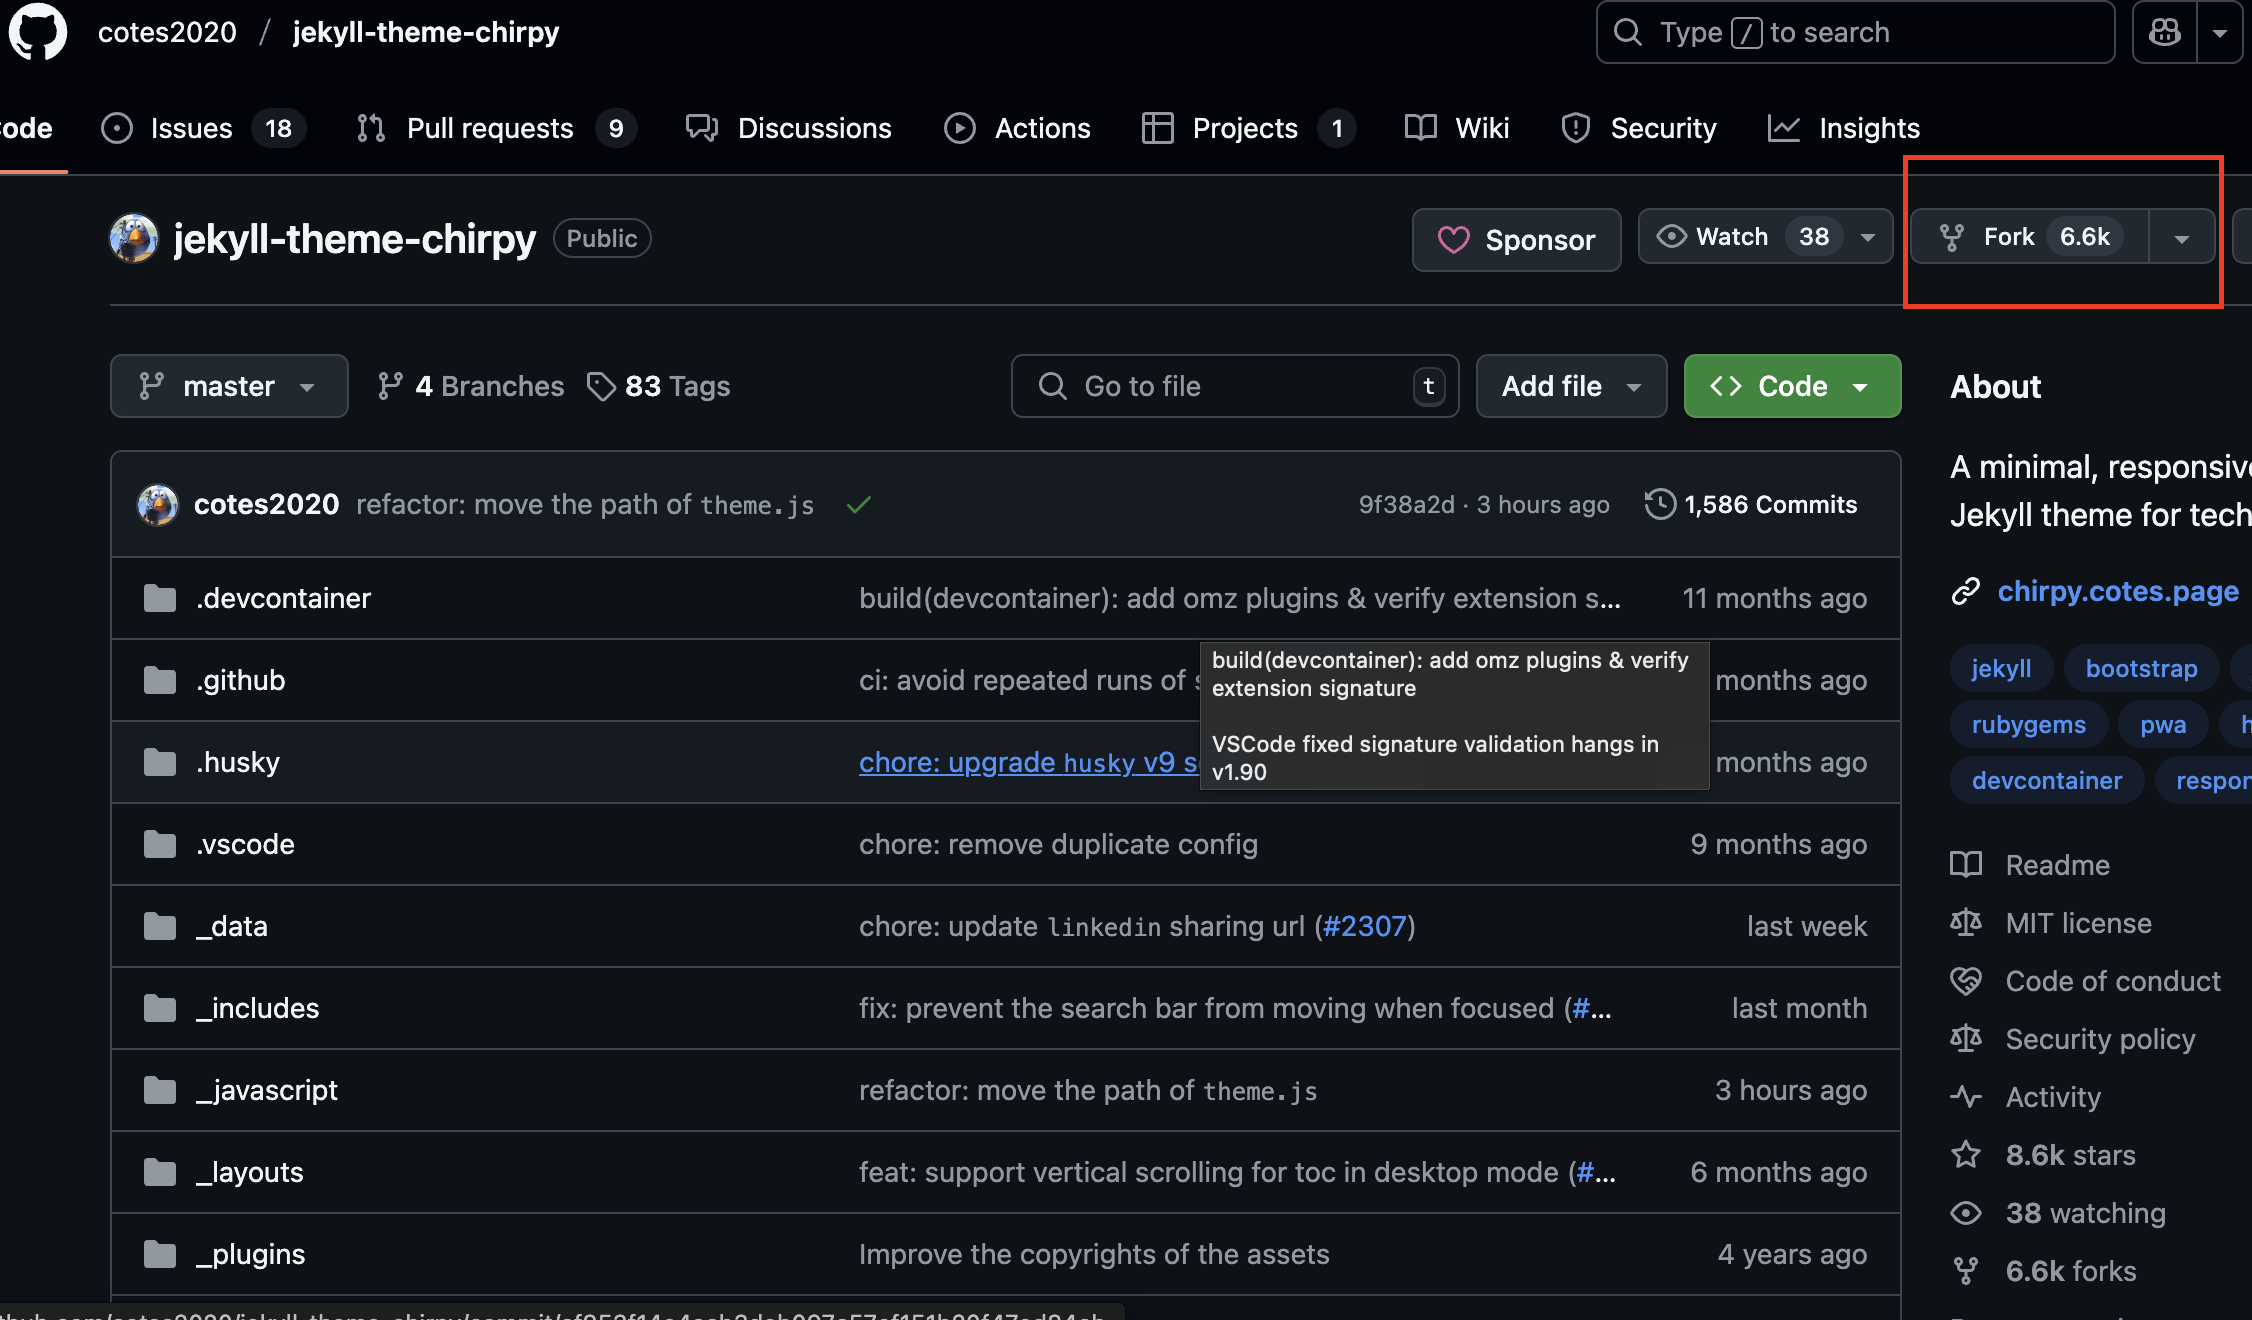 cotes2020 / jekyll-theme-chirpy
Type / to search
ode
Issues 18
Pull requests 9
Discussions
Actions
Projects 1
Wiki
Security
Insights
jekyll-theme-chirpy Public
Sponsor
Watch 38
Fork 6.6k
master
4 Branches
83 Tags
Go to file t
Add file
<> Code
cotes2020 refactor: move the path of theme.js
9f38a2d · 3 hours ago
1,586 Commits
.devcontainer build(devcontainer): add omz plugins & verify extension s... 11 months ago
.github ci: avoid repeated runs of months ago
.husky chore: upgrade husky v9 months ago
build(devcontainer): add omz plugins & verify
extension signature
VSCode fixed signature validation hangs in
v1.90
.vscode chore: remove duplicate config 9 months ago
_data chore: update linkedin sharing url (#2307) last week
_includes fix: prevent the search bar from moving when focused (#... last month
_javascript refactor: move the path of theme.js 3 hours ago
_layouts feat: support vertical scrolling for toc in desktop mode (#... 6 months ago
_plugins Improve the copyrights of the assets 4 years ago
About
A minimal, responsive
Jekyll theme for tech
chirpy.cotes.page
jekyll bootstrap
rubygems pwa h
devcontainer respon
Readme
MIT license
Code of conduct
Security policy
Activity
8.6k stars
38 watching
6.6k forks